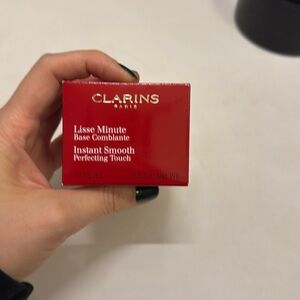 CLARINS
PARIS
Lisse Minute
Base Comblante
Instant Smooth
Perfecting Touch